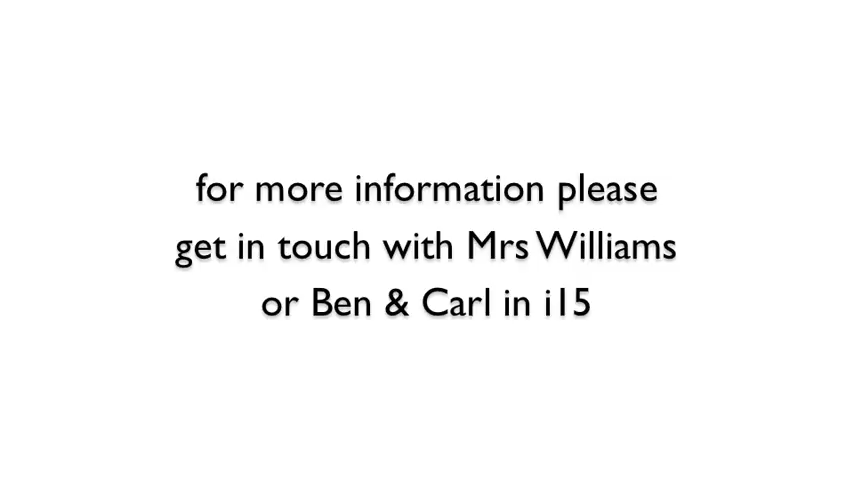 for more information please
get in touch with Mrs Williams
or Ben & Carl in i15